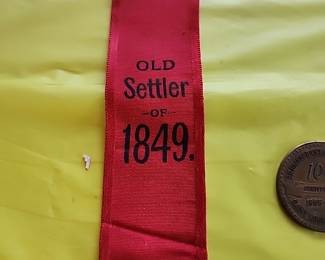 OLD
Settler
-OF-
1849.